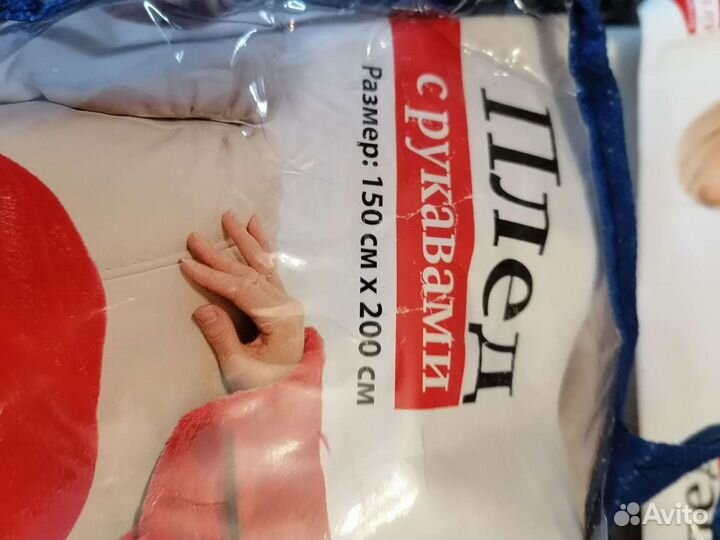 Плед
с рукавами
Размер: 150 см x 200 см
Avito